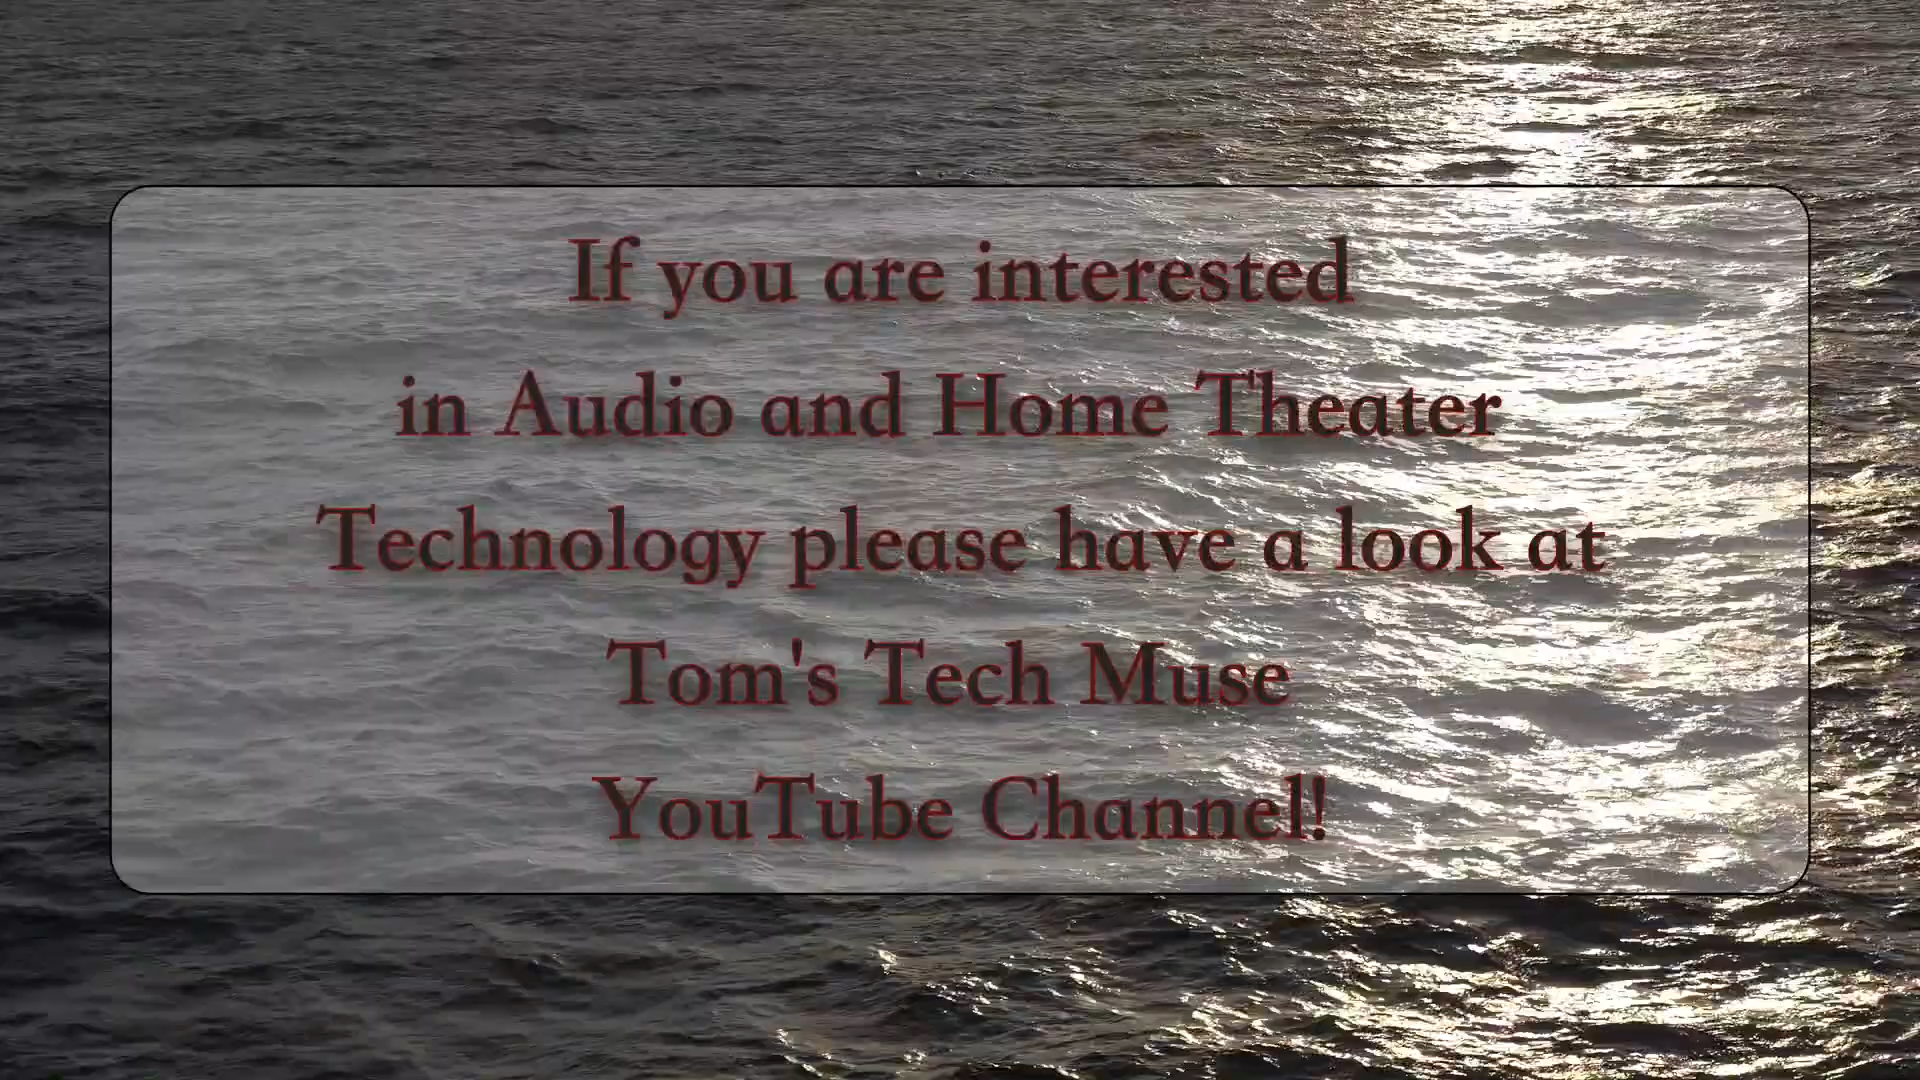 If you are interested
in Audio and Home Theater
Technology please have a look at
Tom's Tech Muse
YouTube Channel!